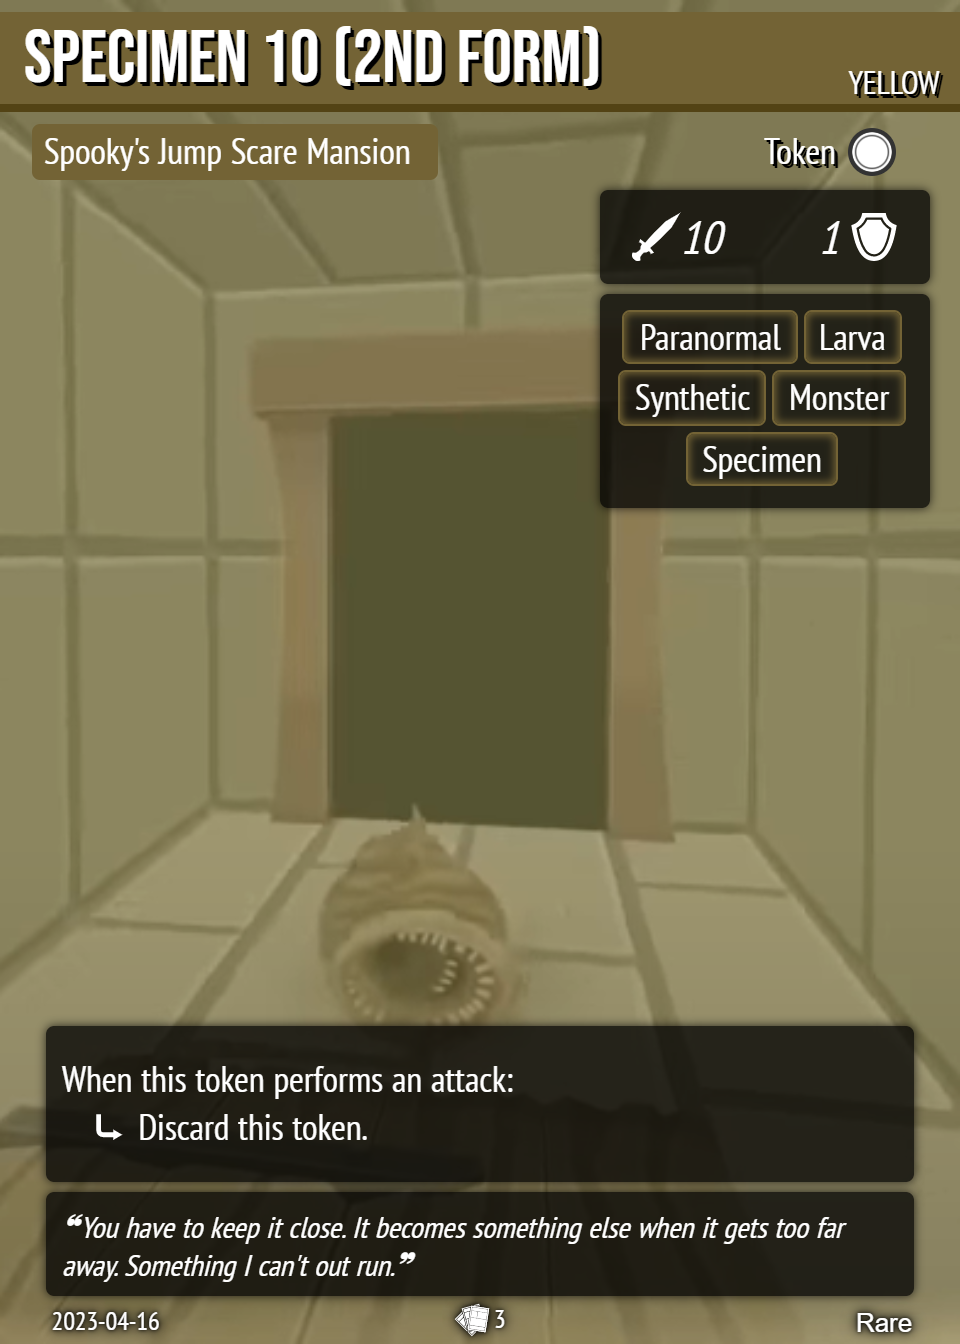 SPECIMEN 10 (2ND FORM)
YELLOW
Spooky's Jump Scare Mansion
Token
10 1
Paranormal Larva
Synthetic Monster
Specimen
When this token performs an attack:
Discard this token.
❝You have to keep it close. It becomes something else when it gets too far
away. Something I can't out run.❞
2023-04-16 3 Rare